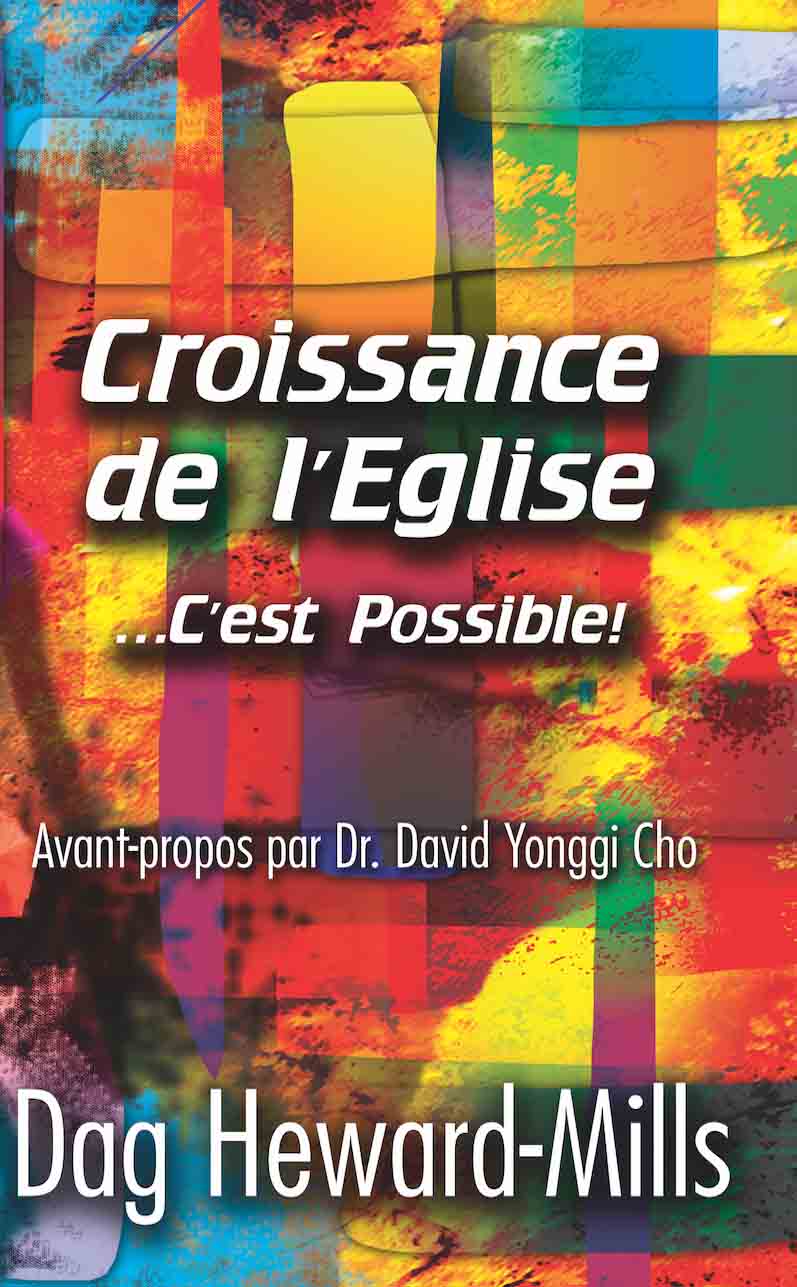 Croissance
de l'Eglise
...C'est Possible!
Avant-propos par Dr. David Yonggi Cho
Dag Heward-Mills